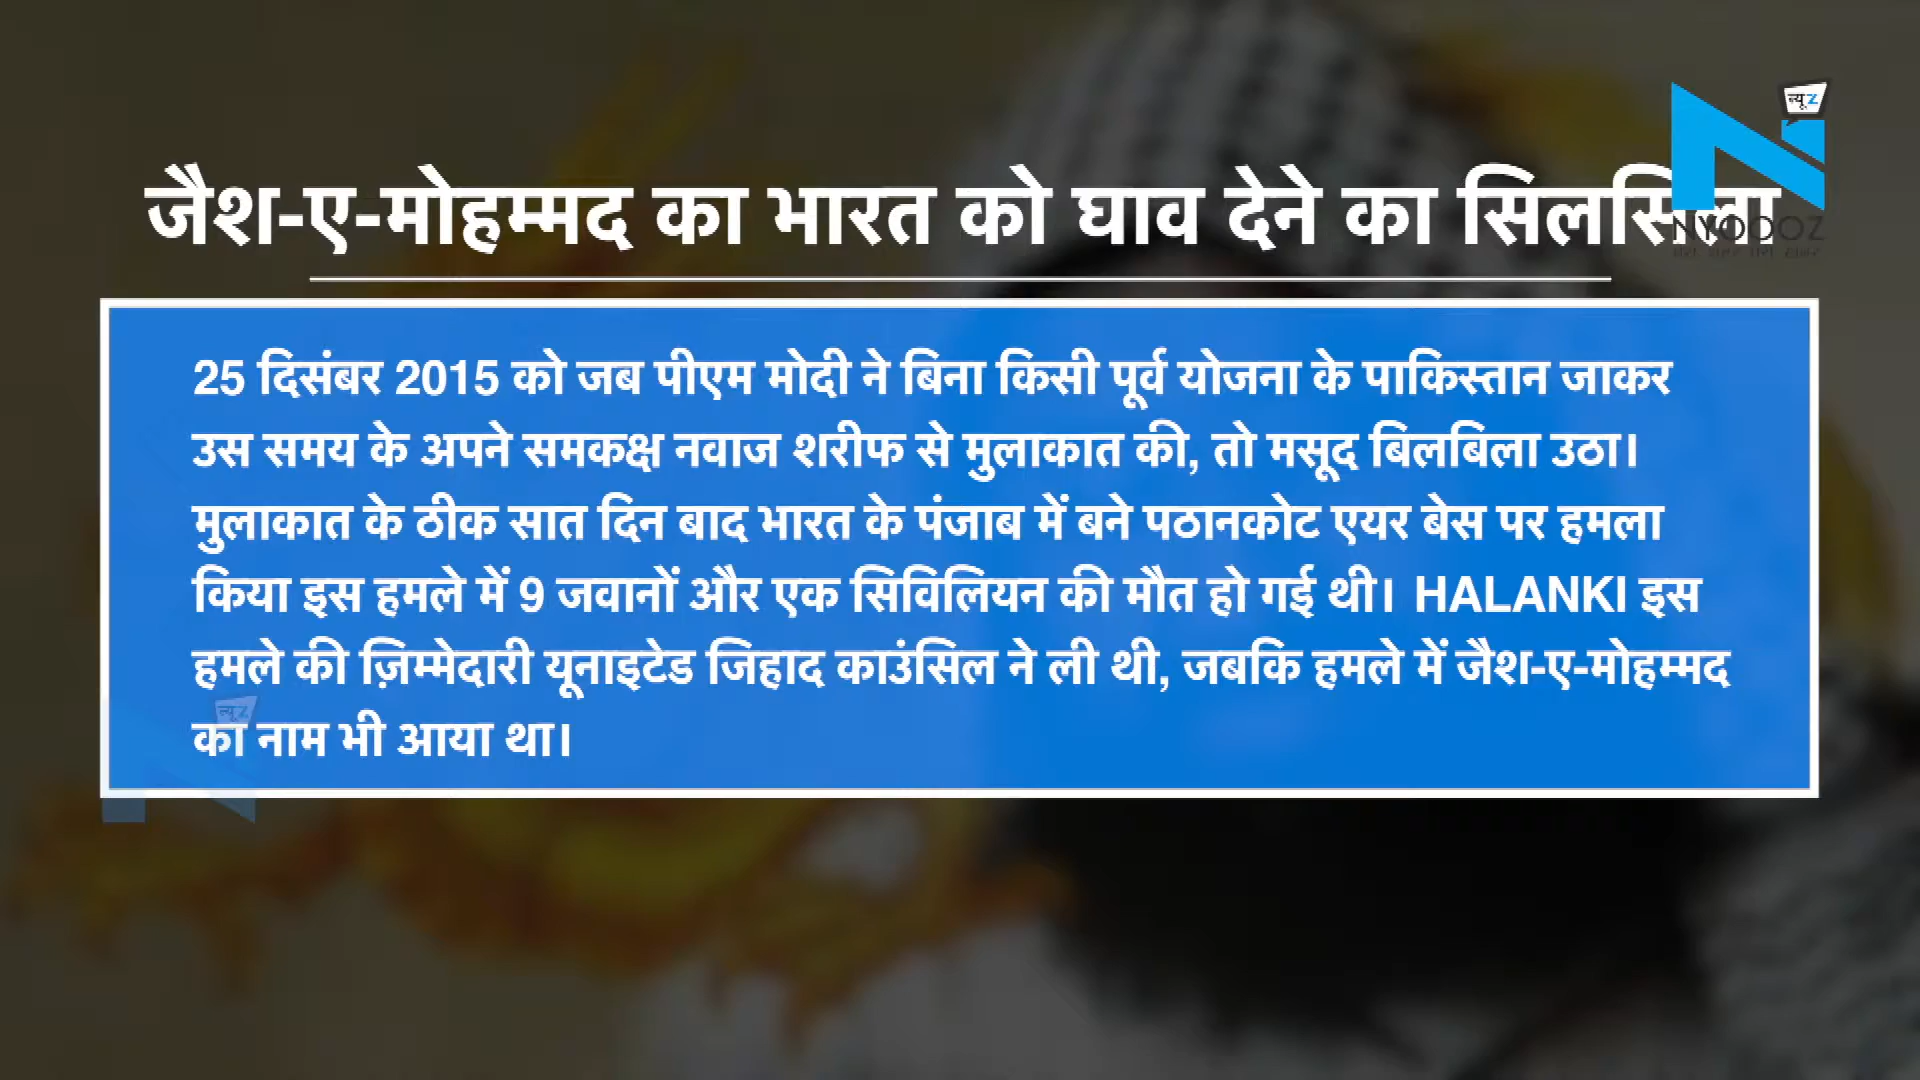 न्यूZ
जैश-ए-मोहम्मद का भारत को घाव देने का सिलसिला
NYOOOZ
25 दिसंबर 2015 को जब पीएम मोदी ने बिना किसी पूर्व योजना के पाकिस्तान जाकर
उस समय के अपने समकक्ष नवाज शरीफ से मुलाकात की, तो मसूद बिलबिला उठा।
मुलाकात के ठीक सात दिन बाद भारत के पंजाब में बने पठानकोट एयर बेस पर हमला
किया इस हमले में 9 जवानों और एक सिविलियन की मौत हो गई थी। HALANKI इस
हमले की ज़िम्मेदारी यूनाइटेड जिहाद काउंसिल ने ली थी, जबकि हमले में जैश-ए-मोहम्मद
का नाम भी आया था।
न्यूZ